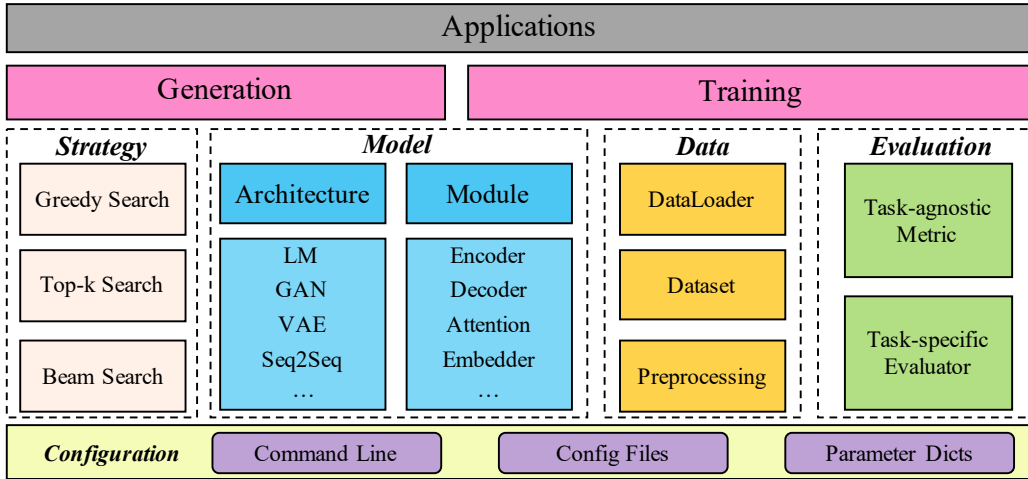 Applications
Generation
Training
Strategy
Greedy Search
Top-k Search
Beam Search
Model
Architecture
LM
GAN
VAE
Seq2Seq
…
Module
Encoder
Decoder
Attention
Embedder
…
Data
DataLoader
Dataset
Preprocessing
Evaluation
Task-agnostic
Metric
Task-specific
Evaluator
Configuration
Command Line
Config Files
Parameter Dicts